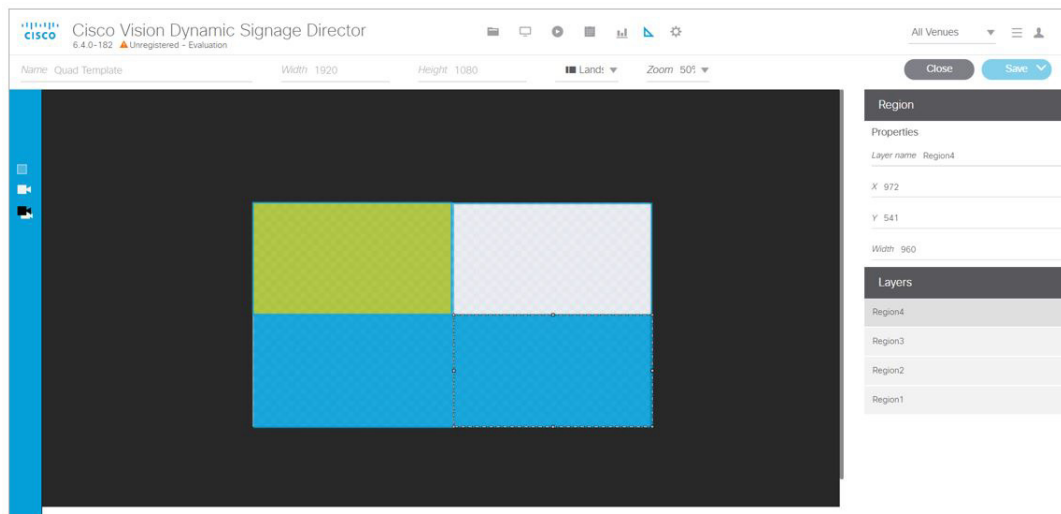 CISCO
Cisco Vision Dynamic Signage Director
6.4.0-182 Unregistered - Evaluation
All Venues
Name Quad Template Width 1920 Height 1080 Land: Zoom 50% Close Save
Region
Properties
Layer name Region4
X 972
Y 541
Width 960
Layers
Region4
Region3
Region2
Region1